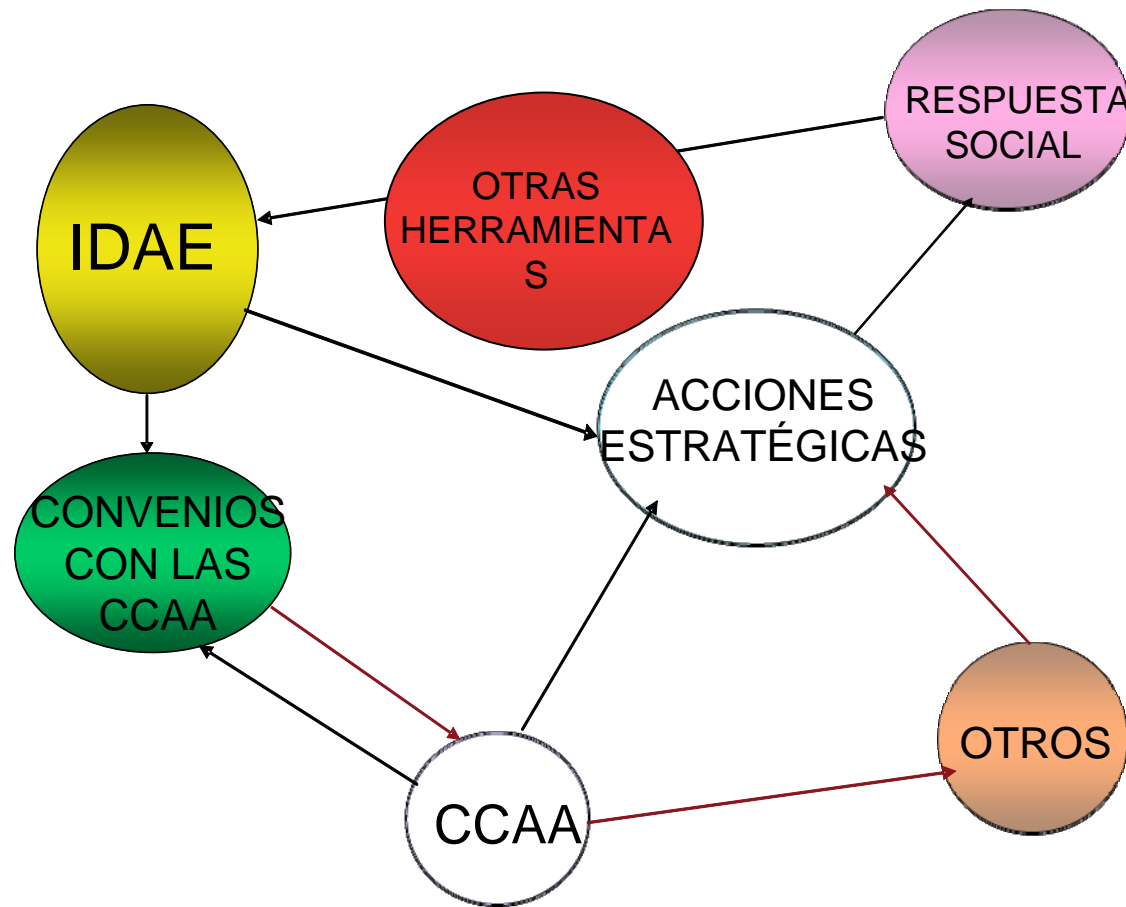 RESPUESTA
SOCIAL
OTRAS
HERRAMIENTA
S
IDAE
ACCIONES
ESTRATÉGICAS
CONVENIOS
CON LAS
CCAA
OTROS
CCAA